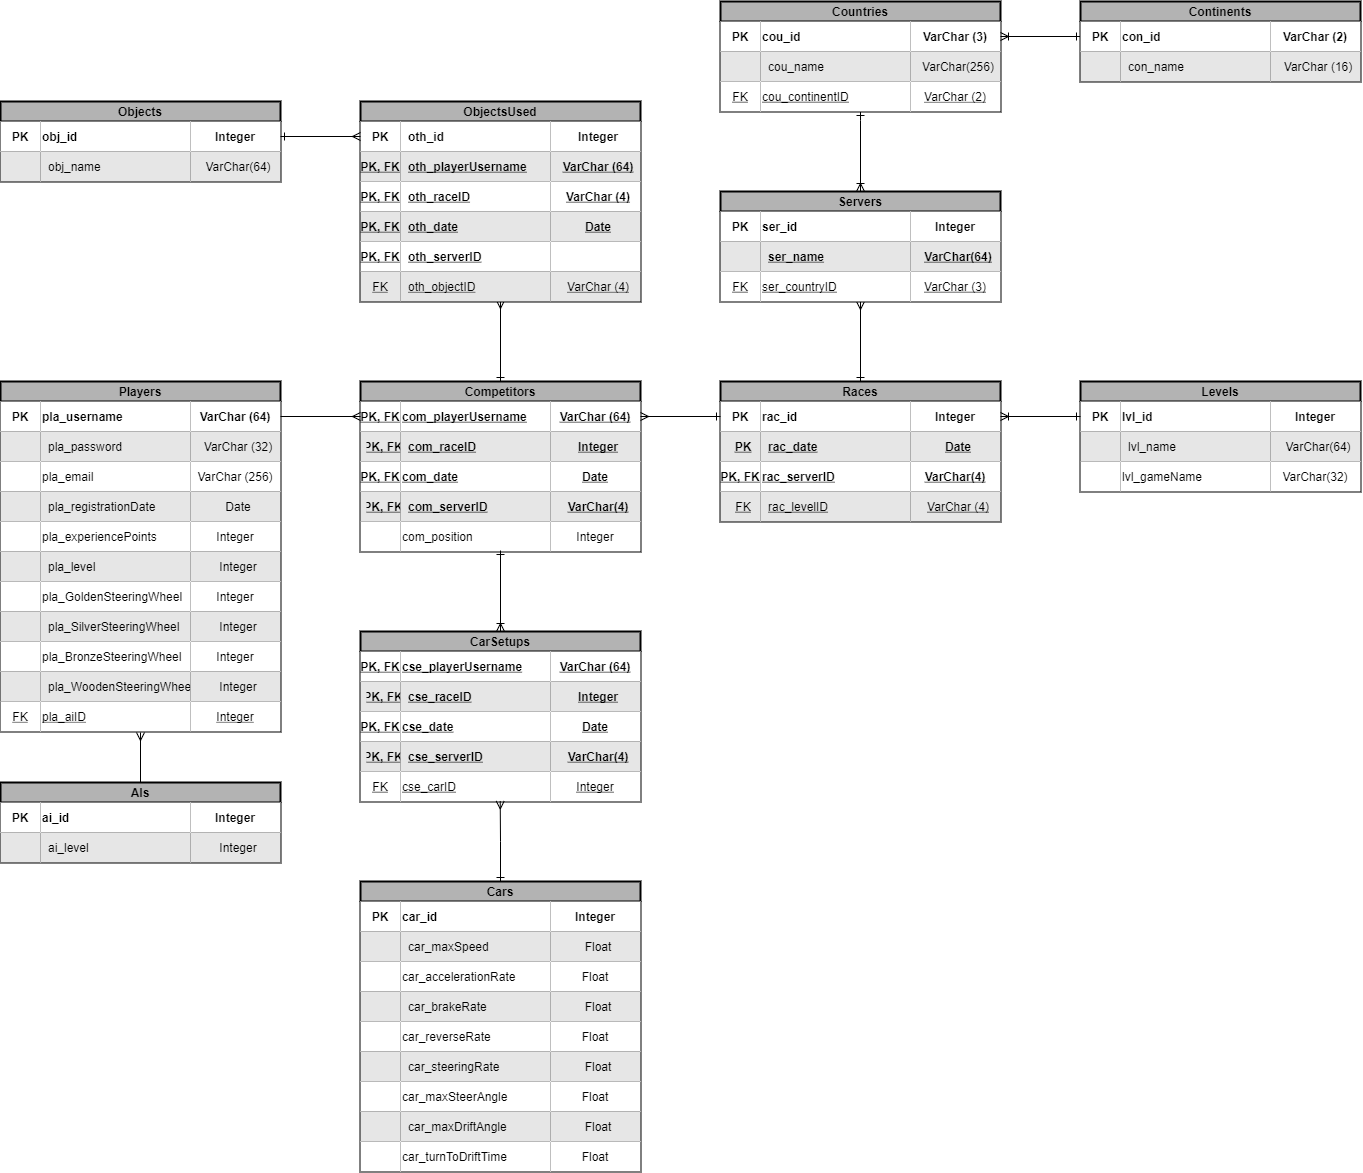 Countries
PK cou_id VarChar (3)
cou_name VarChar(256)
FK cou_continentID VarChar (2)
Continents
PK con_id VarChar (2)
con_name VarChar (16)
Objects
PK obj_id Integer
obj_name VarChar(64)
ObjectsUsed
PK oth_id Integer
PK, FK oth_playerUsername VarChar (64)
PK, FK oth_raceID VarChar (4)
PK, FK oth_date Date
PK, FK oth_serverID
FK oth_objectID VarChar (4)
Servers
PK ser_id Integer
ser_name VarChar(64)
FK ser_countryID VarChar (3)
Players
PK pla_username VarChar (64)
pla_password VarChar (32)
pla_email VarChar (256)
pla_registrationDate Date
pla_experiencePoints Integer
pla_level Integer
pla_GoldenSteeringWheel Integer
pla_SilverSteeringWheel Integer
pla_BronzeSteeringWheel Integer
pla_WoodenSteeringWhee Integer
FK pla_aiID Integer
Competitors
PK, FK com_playerUsername VarChar (64)
PK, FK com_raceID Integer
PK, FK com_date Date
PK, FK com_serverID VarChar(4)
com_position Integer
Races
PK rac_id Integer
PK rac_date Date
PK, FK rac_serverID VarChar(4)
FK rac_levelID VarChar (4)
Levels
PK lvl_id Integer
lvl_name VarChar(64)
lvl_gameName VarChar(32)
AIs
PK ai_id Integer
ai_level Integer
CarSetups
PK, FK cse_playerUsername VarChar (64)
PK, FK cse_raceID Integer
PK, FK cse_date Date
PK, FK cse_serverID VarChar(4)
FK cse_carID Integer
Cars
PK car_id Integer
car_maxSpeed Float
car_accelerationRate Float
car_brakeRate Float
car_reverseRate Float
car_steeringRate Float
car_maxSteerAngle Float
car_maxDriftAngle Float
car_turnToDriftTime Float